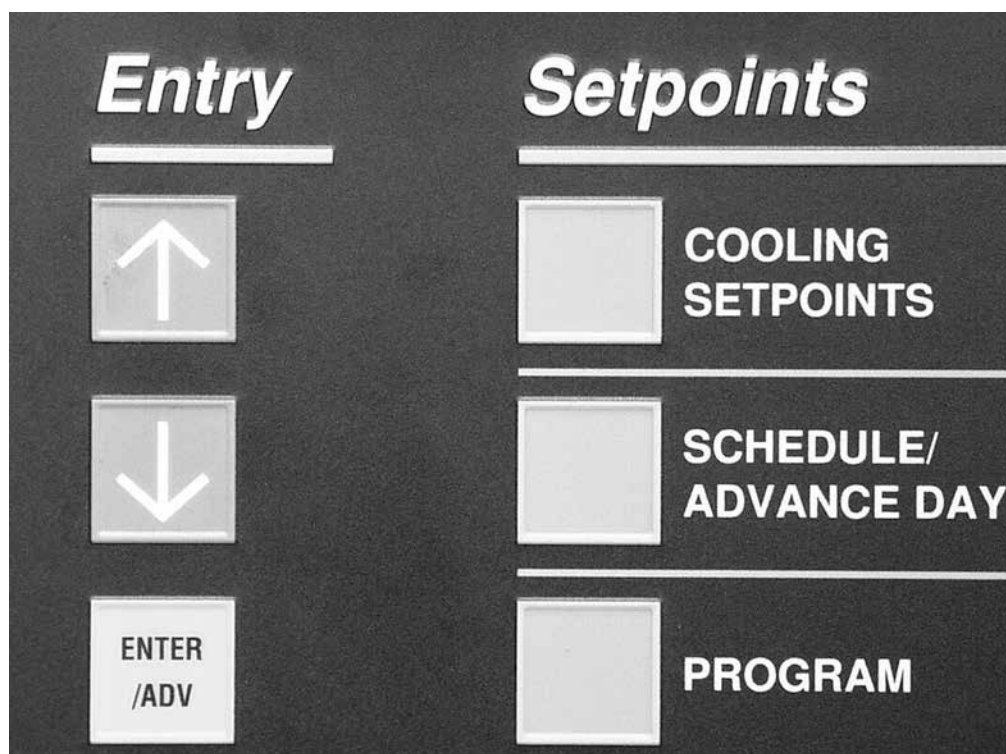 Entry
↑
↓
ENTER
/ADV
Setpoints
COOLING
SETPOINTS
SCHEDULE/
ADVANCE DAY
PROGRAM